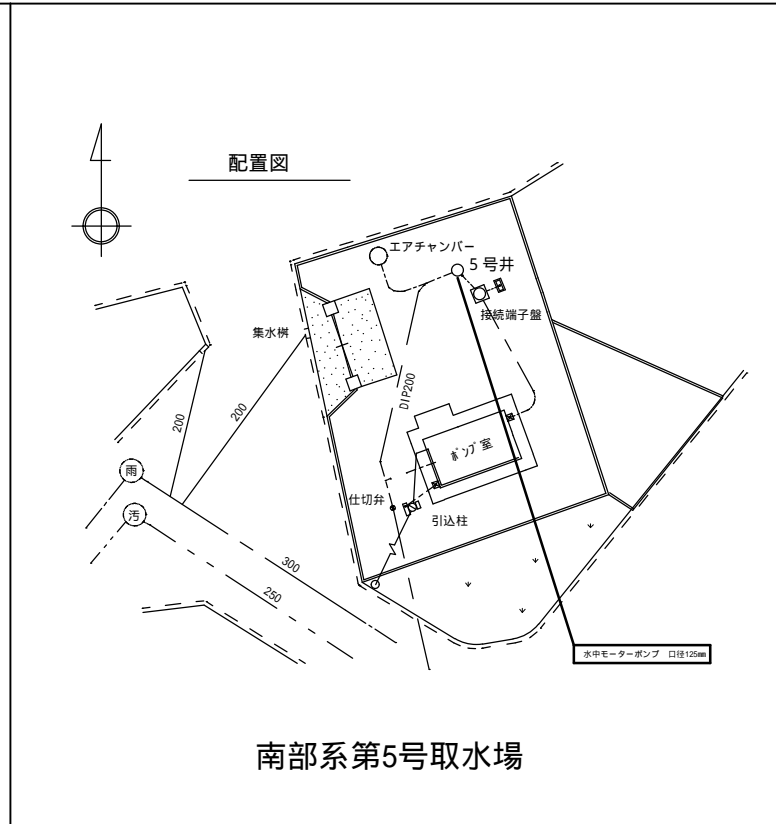 配置図
エアチャンバー
5号井
接続端子盤
集水桝
DIP200
200
200
ポンプ室
雨
仕切弁
汚
引込柱
300
250
水中モーターポンプ 口径125㎜
南部系第5号取水場